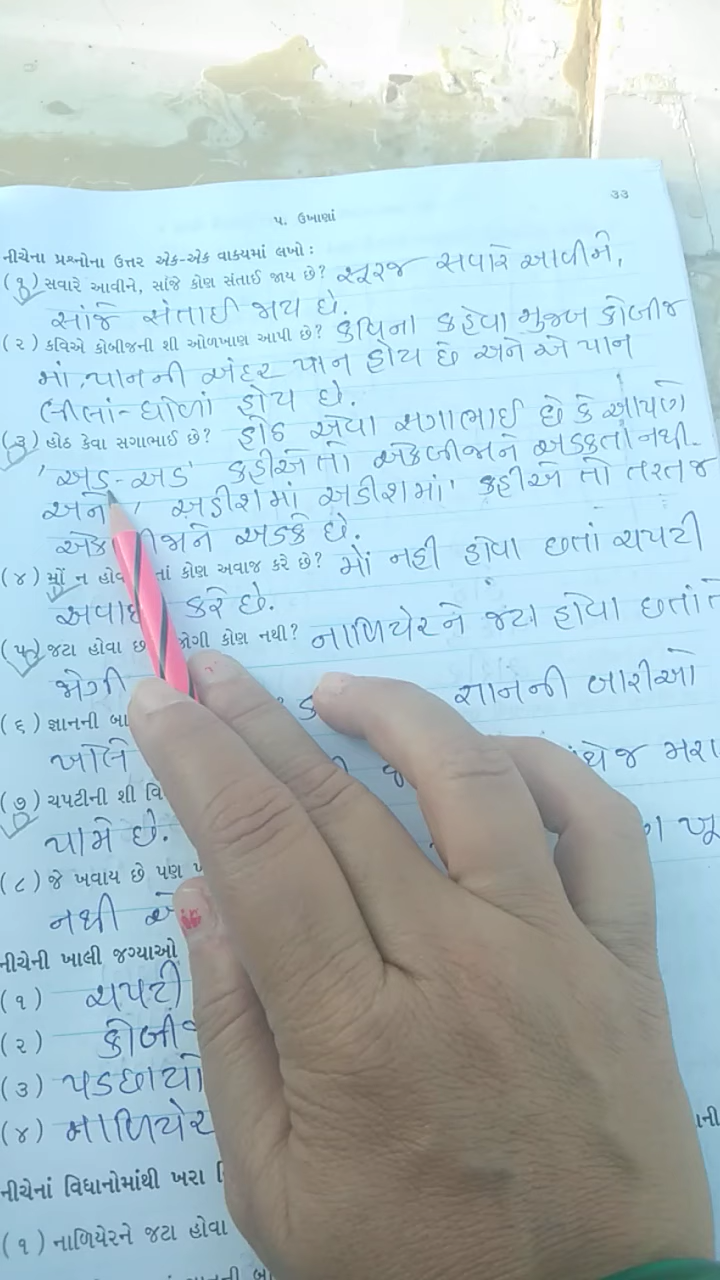 ૩૩
૫. ઉખાણાં
નીચેના પ્રશ્નોના ઉત્તર એક-એક વાક્યમાં લખો :
(૧) સવારે આવીને, સાંજે કોણ સંતાઈ જાય છે? સૂરજ સવારે આવીને,
સાંજે સંતાઈ જાય છે.
(૨) કવિએ કોબીજની શી ઓળખાણ આપી છે? કવિના કહેવા મુજબ કોબીજ
માં પાનની અંદર પાન હોય છે અને એ પાન
લીલાં-ધોળાં હોય છે.
(૩) હોઠ કેવા સગાભાઈ છે? હોઠ એવા સગાભાઈ છે કે આપણે
'અડ-અડ' કહીએ તો એકબીજાને અડકતા નથી.
અને ' અડીશમાં અડીશમાં' કહીએ તો તરત જ
એક જાને અડકે છે.
(૪) મોં ન હોવ તાં કોણ અવાજ કરે છે? મોં નહી હોવા છતાં ચપટી
અવાજ કરે છે.
(૫) જટા હોવા છ જોગી કોણ નથી? નાળિયેરને જટા હોવા છતાં તે
જોગી
(૬) જ્ઞાનની બા જ્ઞાનની બારીઓ
ખોલે
(૭) ચપટીની શી વિ થે જ મરા
પામે છે.
(૮) જે ખવાય છે પણ ખૂ
નથી એ
નીચેની ખાલી જગ્યાઓ
(૧) ચપટી
(૨) કોબી
(૩) પડછાયો
(૪) નાળિયેર
નીચેનાં વિધાનોમાંથી ખરા
ની
(૧) નાળિયેરને જટા હોવા